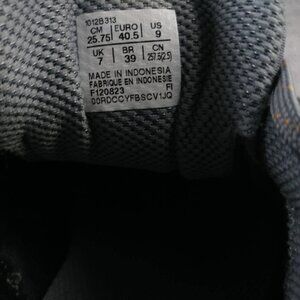 1012B313
CM EURO US
25.75 40.5 9
UK BR CN
7 39 257.5(2.5)
MADE IN INDONESIA
FABRIQUE EN INDONESIE
F120823 FI
00RDCCYFBSCV1JQ